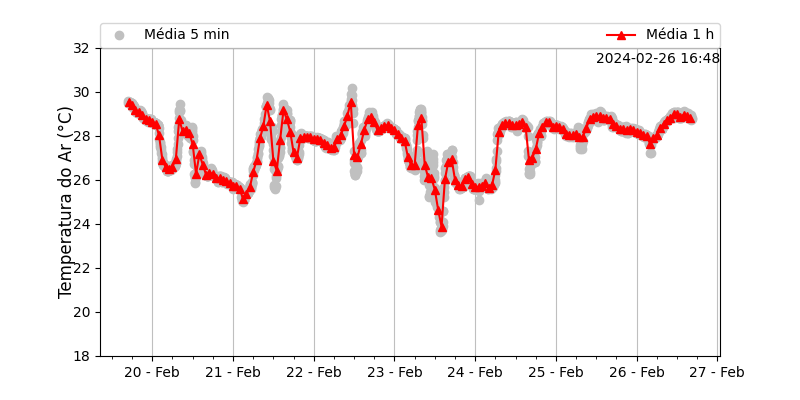 Média 5 min
Média 1 h
2024-02-26 16:48
Temperatura do Ar (°C)
32
30
28
26
24
22
20
18
20 - Feb
21 - Feb
22 - Feb
23 - Feb
24 - Feb
25 - Feb
26 - Feb
27 - Feb